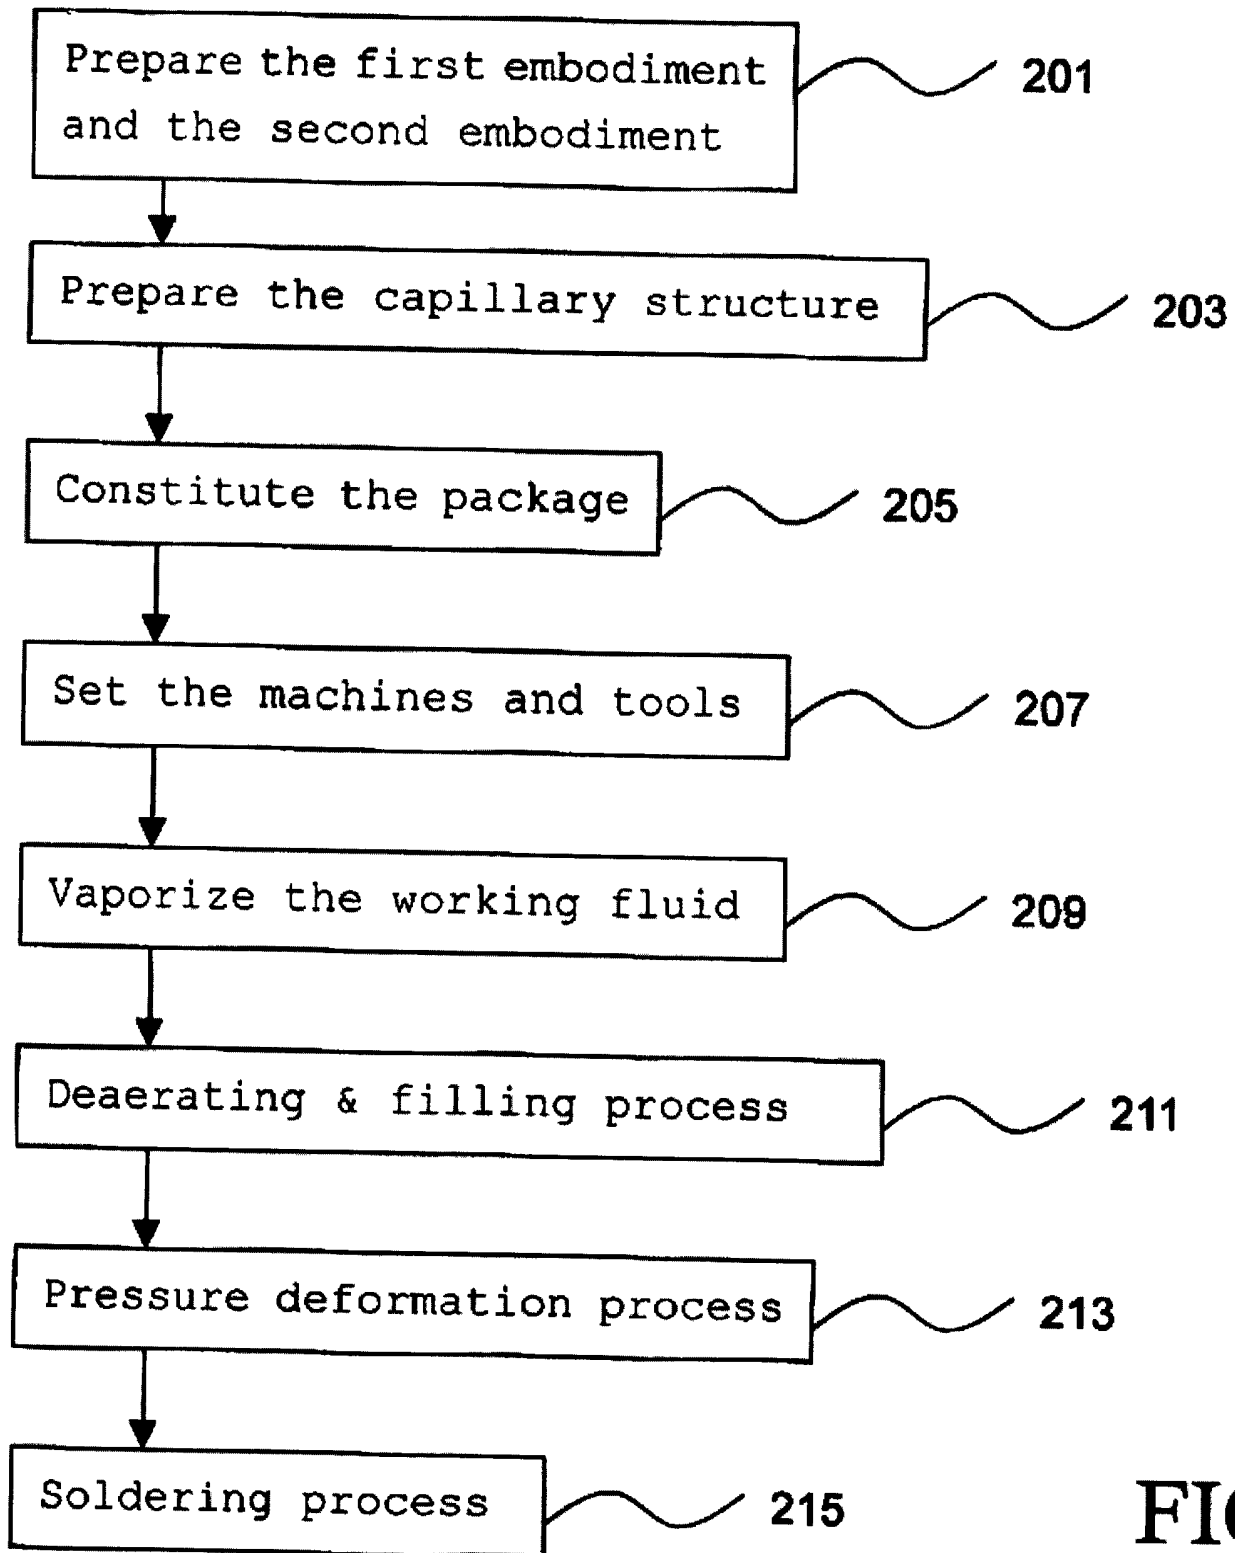 Prepare the first embodiment
and the second embodiment
201
Prepare the capillary structure
203
Constitute the package
205
Set the machines and tools
207
Vaporize the working fluid
209
Deaerating & filling process
211
Pressure deformation process
213
Soldering process
215